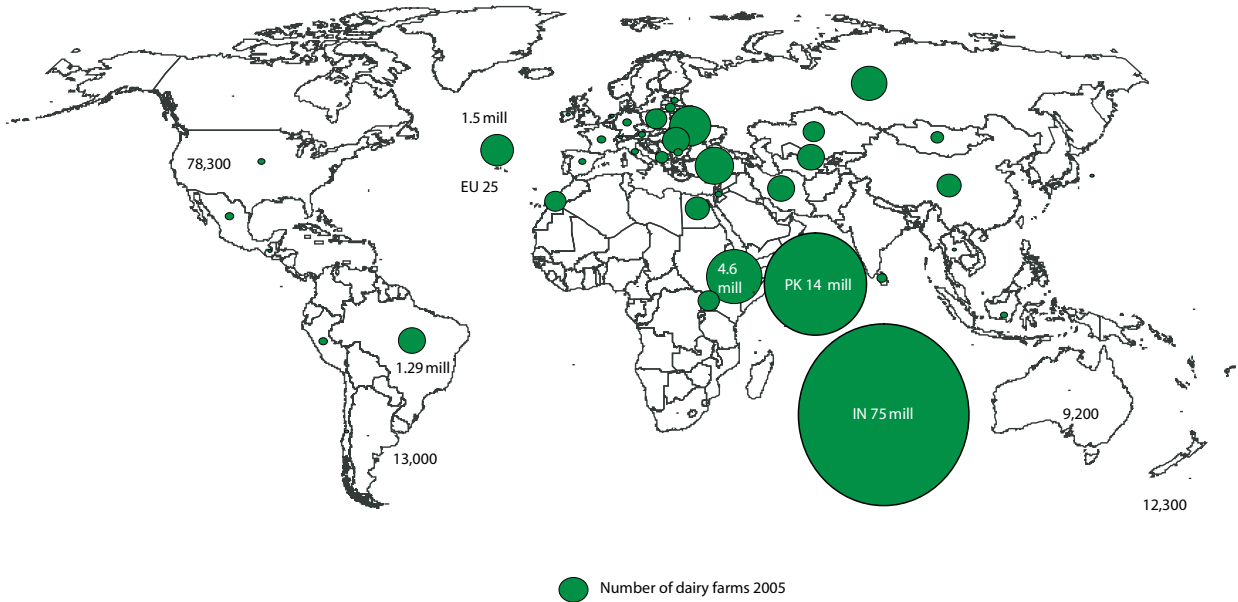 1.5 mill
78,300
EU 25
4.6
mill
PK 14 mill
1.29 mill
IN 75 mill
9,200
13,000
12,300
Number of dairy farms 2005